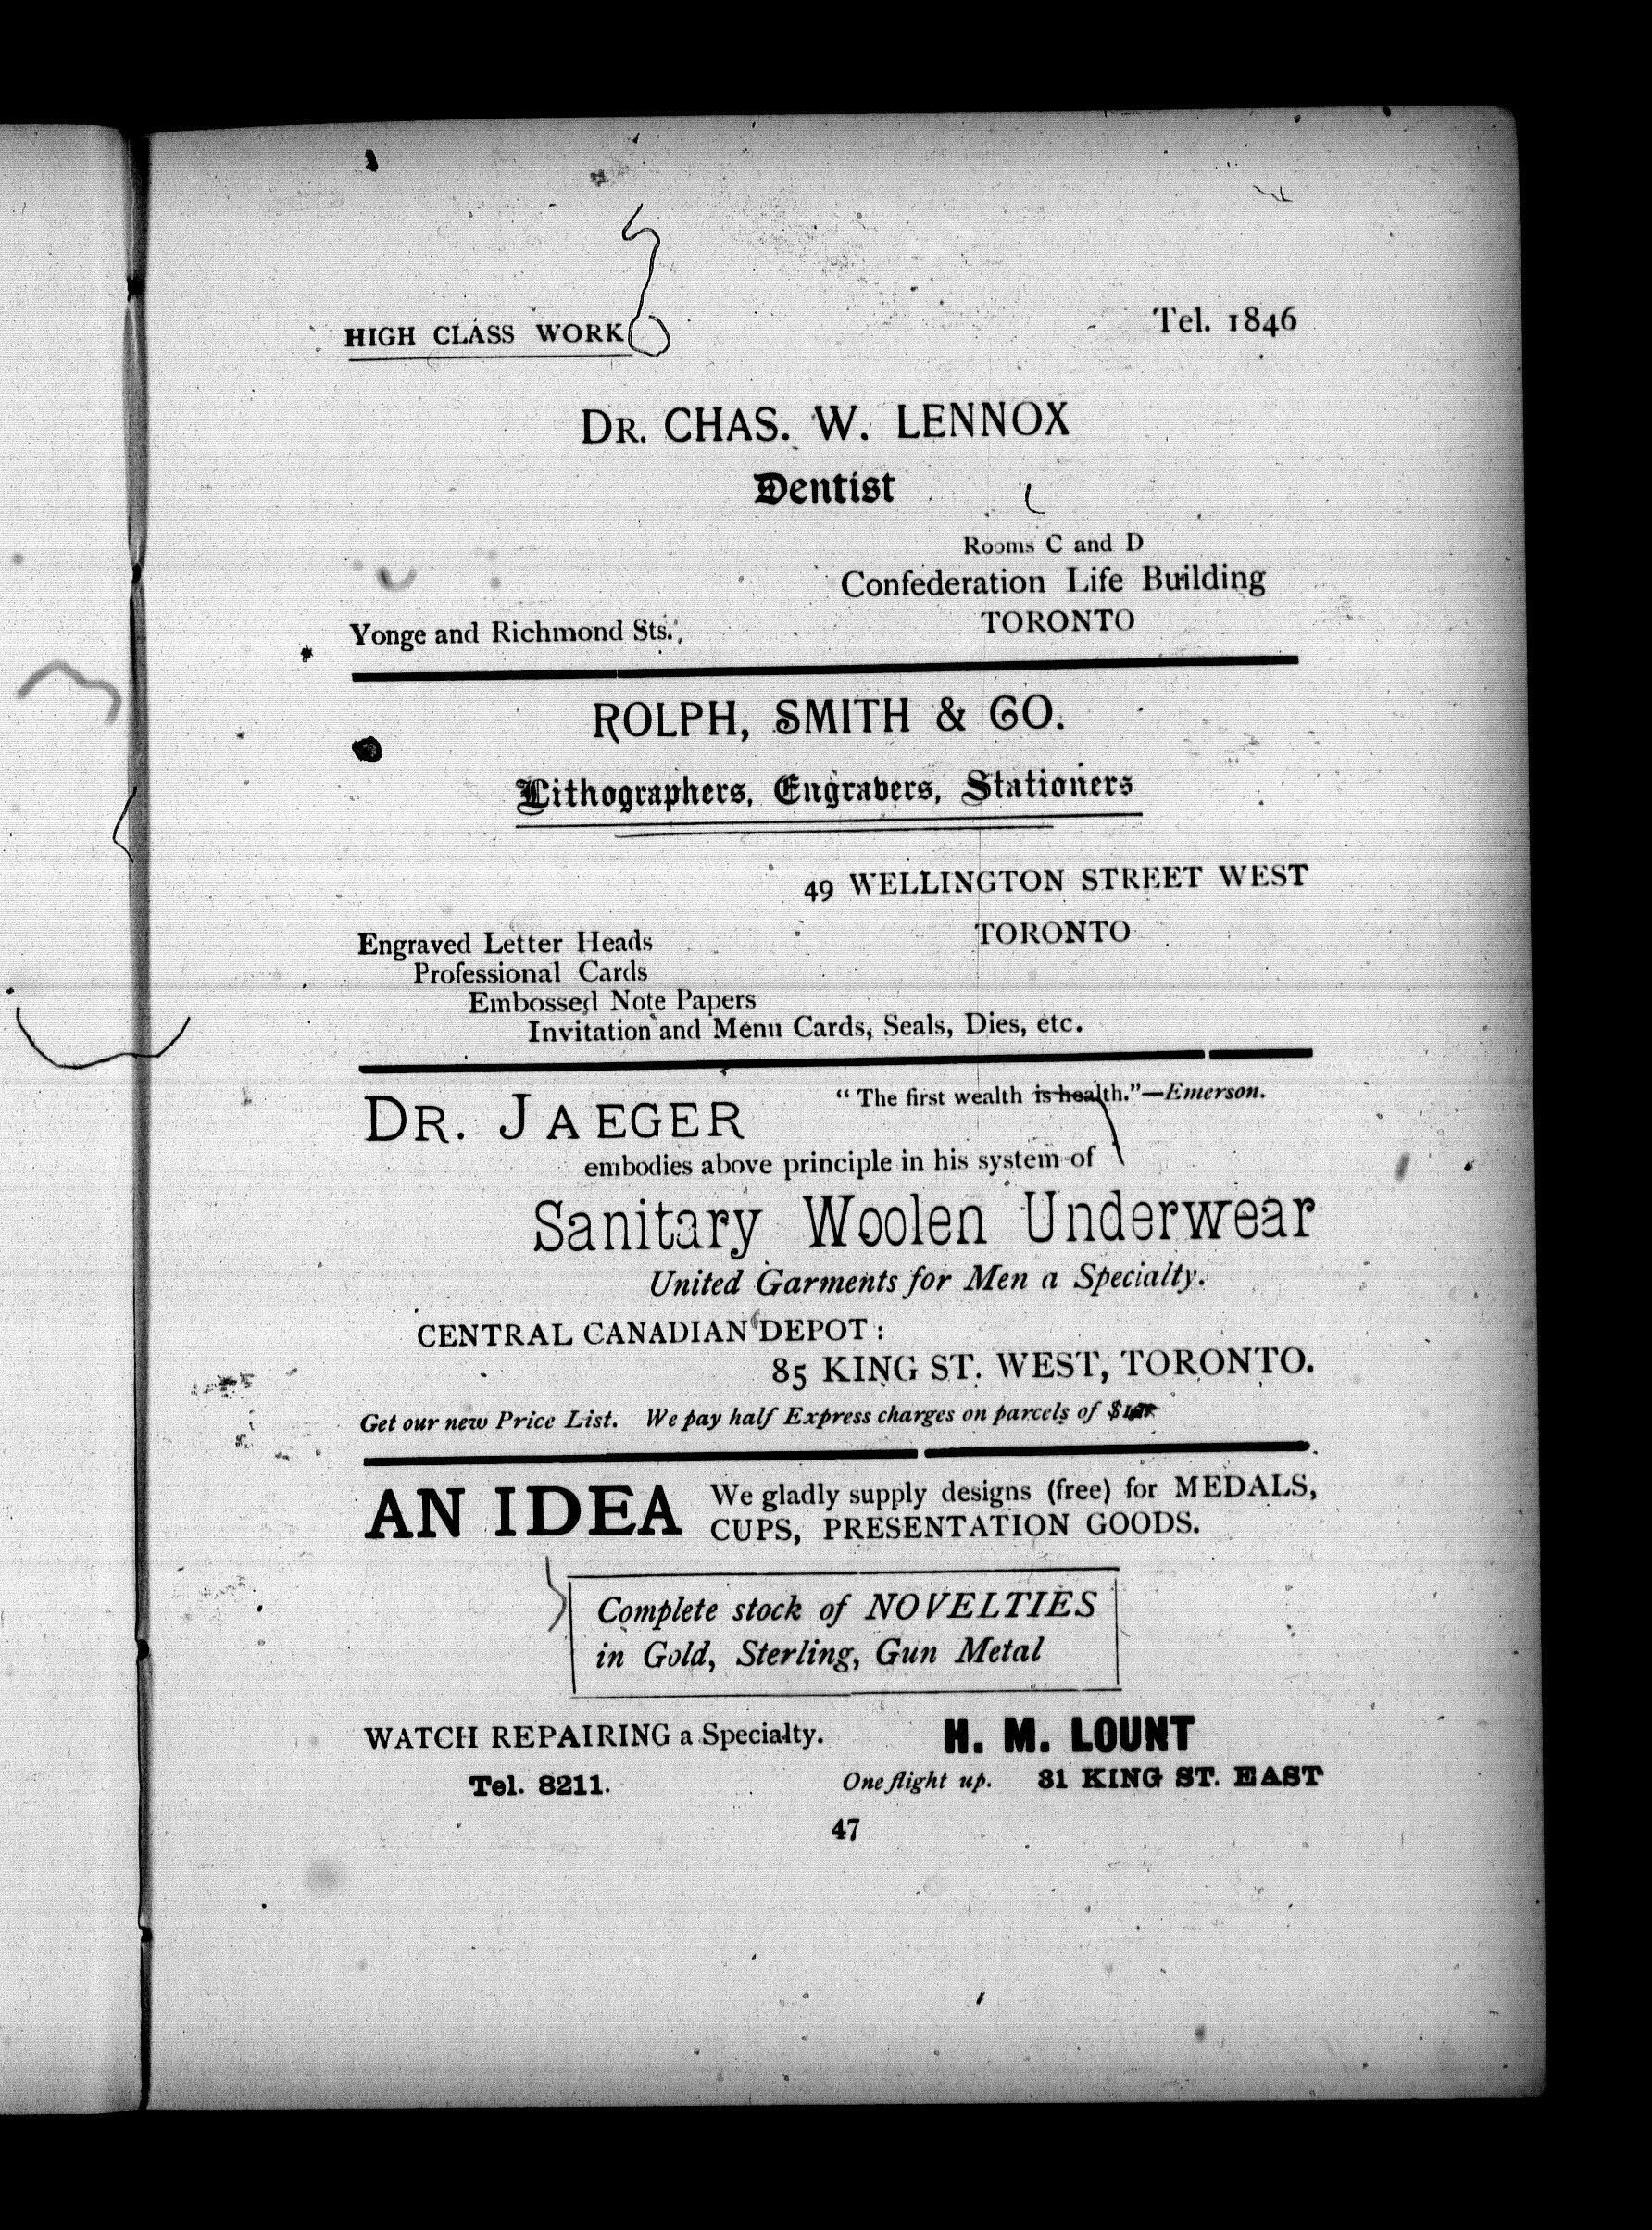 HIGH CLASS WORK
Tel. 1846
DR. CHAS. W. LENNOX
Dentist
Rooms C and D
Confederation Life Building
Yonge and Richmond Sts.,
TORONTO
ROLPH, SMITH & CO.
Lithographers, Engravers, Stationers
49 WELLINGTON STREET WEST
TORONTO
Engraved Letter Heads
Professional Cards
Embossed Note Papers
Invitation and Menu Cards, Seals, Dies, etc.
DR. JAEGER
“The first wealth is health.”—Emerson.
embodies above principle in his system of
Sanitary Woolen Underwear
United Garments for Men a Specialty.
CENTRAL CANADIAN DEPOT:
85 KING ST. WEST, TORONTO.
Get our new Price List. We pay half Express charges on parcels of
AN IDEA
We gladly supply designs (free) for MEDALS,
CUPS, PRESENTATION GOODS.
Complete stock of NOVELTIES
in Gold, Sterling, Gun Metal
WATCH REPAIRING a Specialty.
Tel. 8211.
H. M. LOUNT
One flight up. 31 KING ST. EAST
47